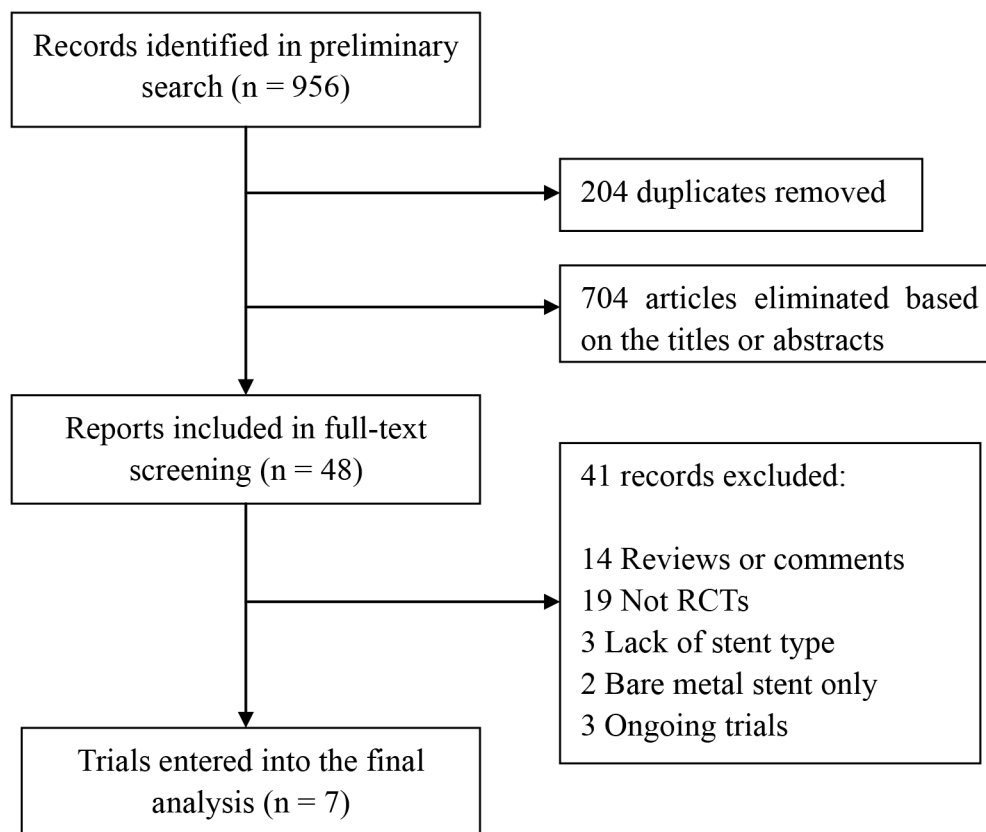 Records identified in preliminary
search (n = 956)
204 duplicates removed
704 articles eliminated based
on the titles or abstracts
Reports included in full-text
screening (n = 48)
41 records excluded:
14 Reviews or comments
19 Not RCTs
3 Lack of stent type
2 Bare metal stent only
3 Ongoing trials
Trials entered into the final
analysis (n = 7)